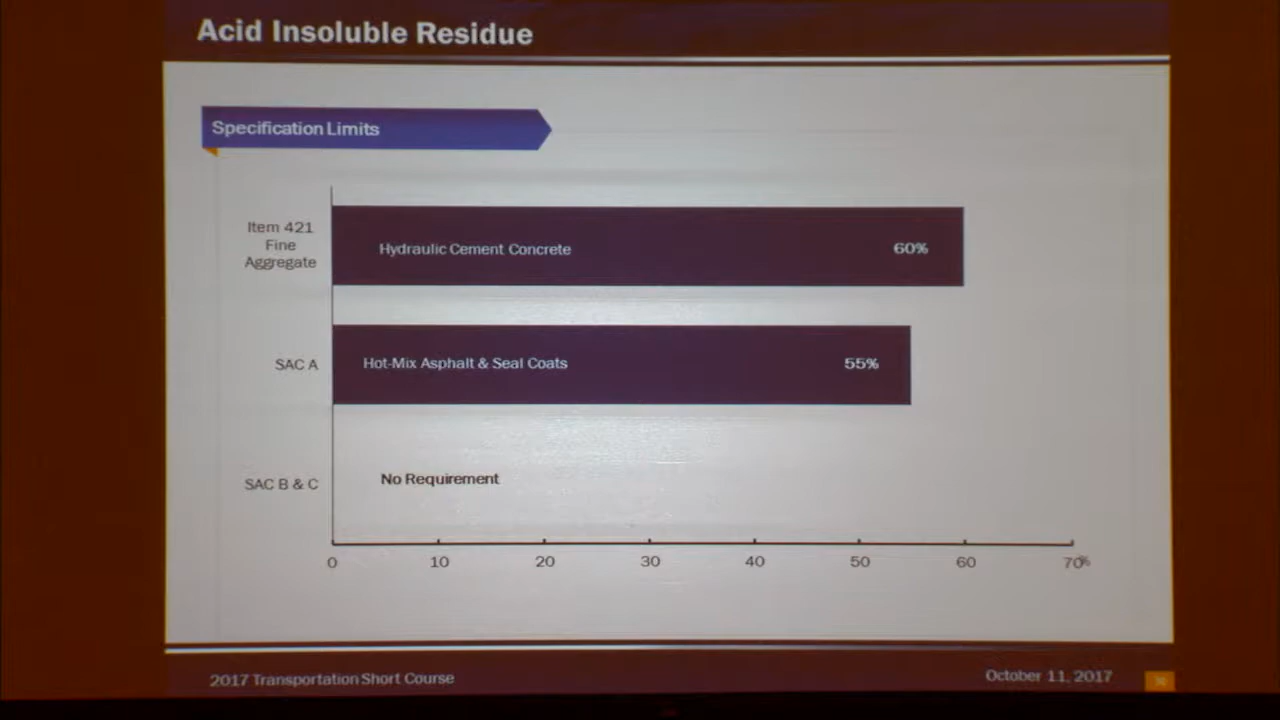 Acid Insoluble Residue
Specification Limits
Item 421
Fine
Aggregate
Hydraulic Cement Concrete
60%
SAC A
Hot-Mix Asphalt & Seal Coats
55%
SAC B & C
No Requirement
0 10 20 30 40 50 60 70%
2017 Transportation Short Course
October 11, 2017